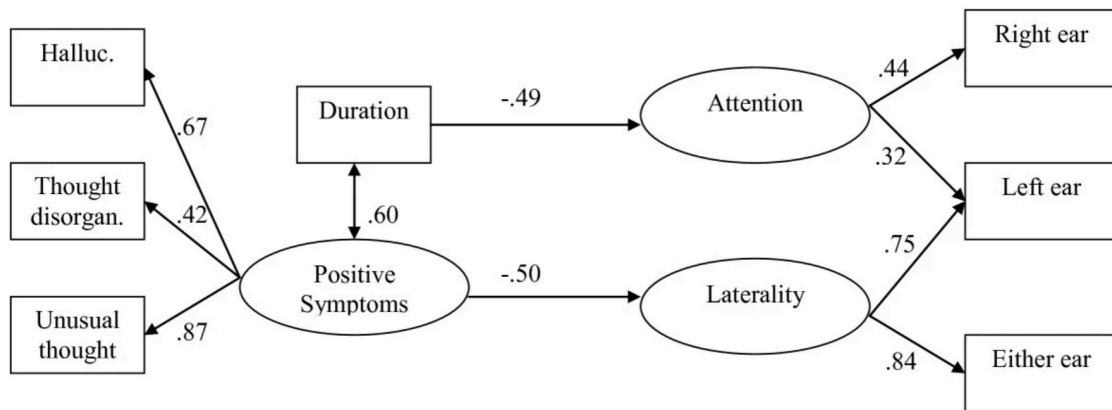 Halluc.
Right ear
.44
-.49
Attention
Duration
.67
.32
Thought
disorgan.
Left ear
.42
.60
.75
-.50
Positive
Symptoms
Laterality
Unusual
thought
.87
.84
Either ear